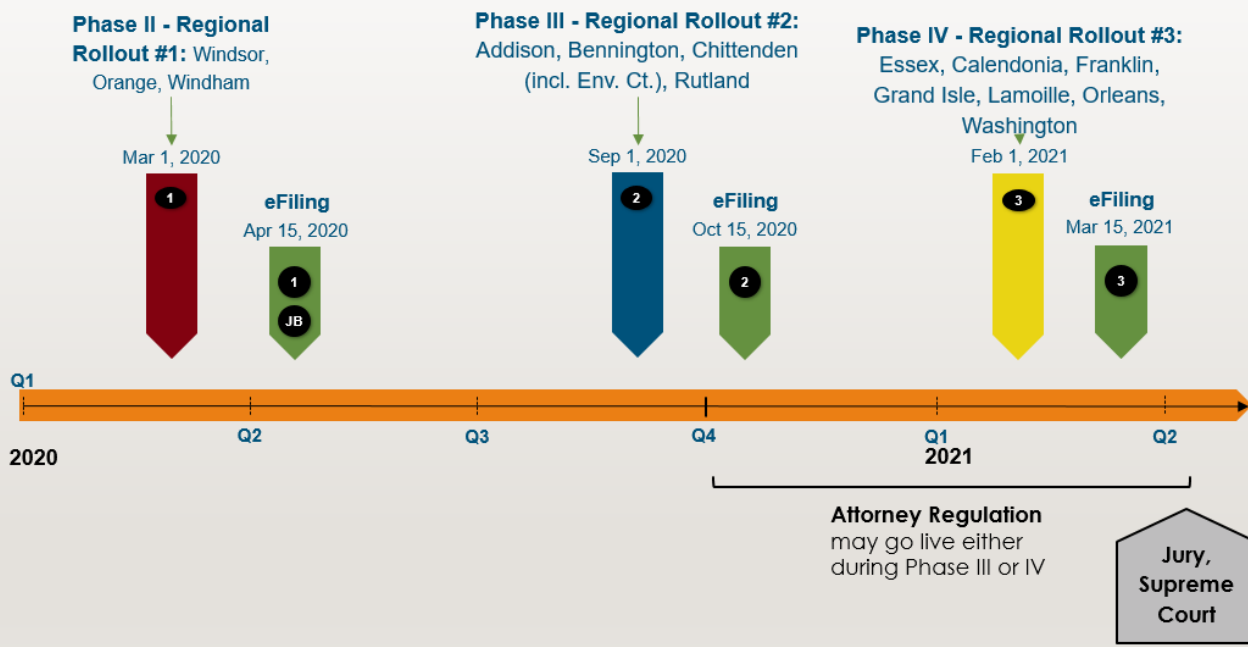 Phase II - Regional
Rollout #1: Windsor,
Orange, Windham
Mar 1, 2020
1
eFiling
Apr 15, 2020
1
JB
Phase III - Regional Rollout #2:
Addison, Bennington, Chittenden
(incl. Env. Ct.), Rutland
Sep 1, 2020
2
eFiling
Oct 15, 2020
2
Phase IV - Regional Rollout #3:
Essex, Calendonia, Franklin,
Grand Isle, Lamoille, Orleans,
Washington
Feb 1, 2021
3
eFiling
Mar 15, 2021
3
Q1
Q2
Q3
Q4
Q1
Q2
2020
2021
Attorney Regulation
may go live either
during Phase III or IV
Jury,
Supreme
Court